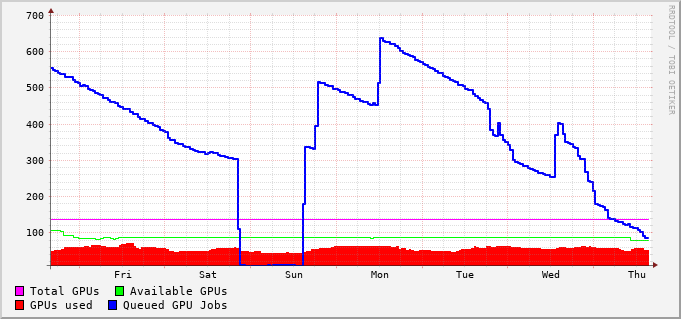 700
600
500
400
300
200
100
Fri Sat Sun Mon Tue Wed Thu
Total GPUs Available GPUs
GPUs used Queued GPU Jobs
RRDTOOL / TOBI OETIKER